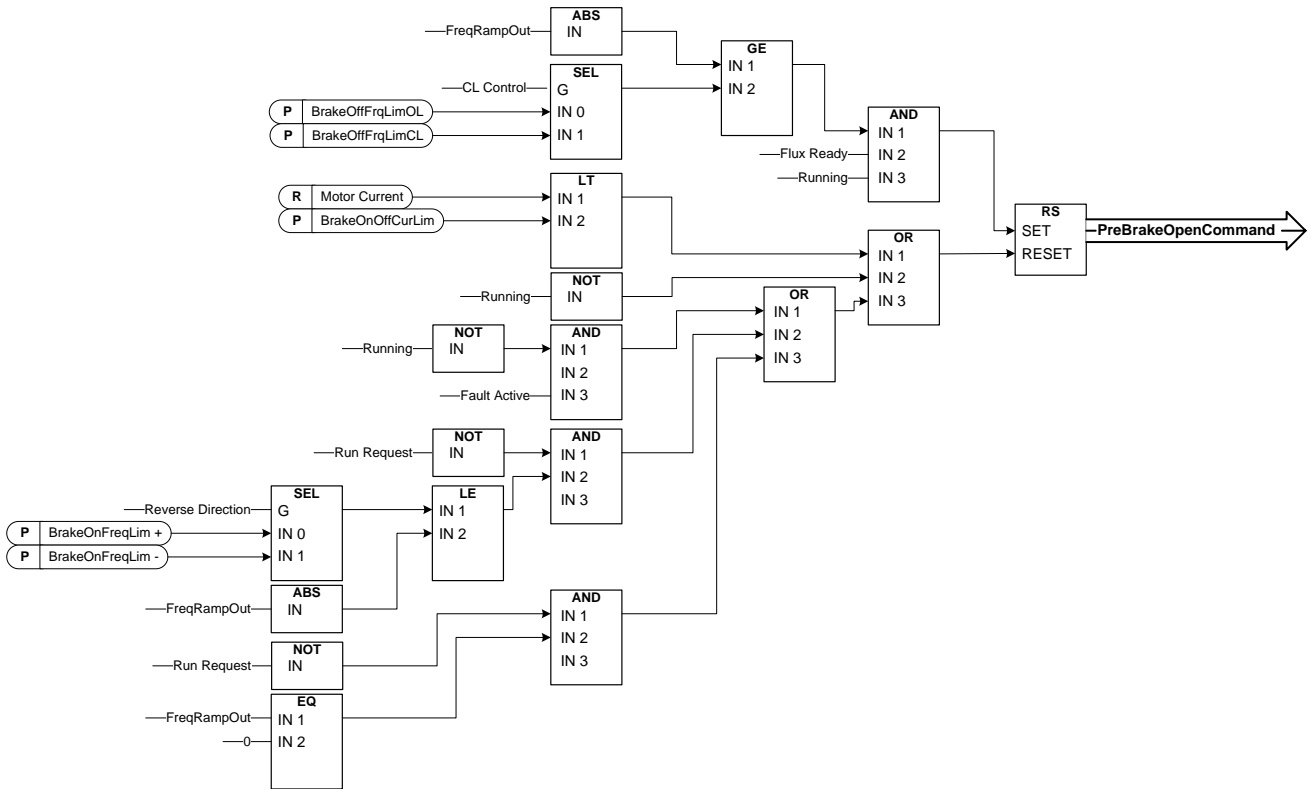 ABS
FreqRampOut
IN
GE
IN 1
IN 2
SEL
CL Control
G
P BrakeOffFrqLimOL
IN 0
P BrakeOffFrqLimCL
IN 1
AND
IN 1
Flux Ready
IN 2
Running
IN 3
LT
R Motor Current
IN 1
P BrakeOnOffCurLim
IN 2
RS
SET
PreBrakeOpenCommand
RESET
OR
IN 1
IN 2
IN 3
NOT
Running
IN
OR
IN 1
IN 2
IN 3
NOT
Running
IN
AND
IN 1
IN 2
Fault Active
IN 3
NOT
Run Request
IN
AND
IN 1
IN 2
IN 3
SEL
Reverse Direction
G
P BrakeOnFreqLim +
IN 0
P BrakeOnFreqLim -
IN 1
LE
IN 1
IN 2
ABS
FreqRampOut
IN
AND
IN 1
IN 2
IN 3
NOT
Run Request
IN
EQ
FreqRampOut
IN 1
0
IN 2